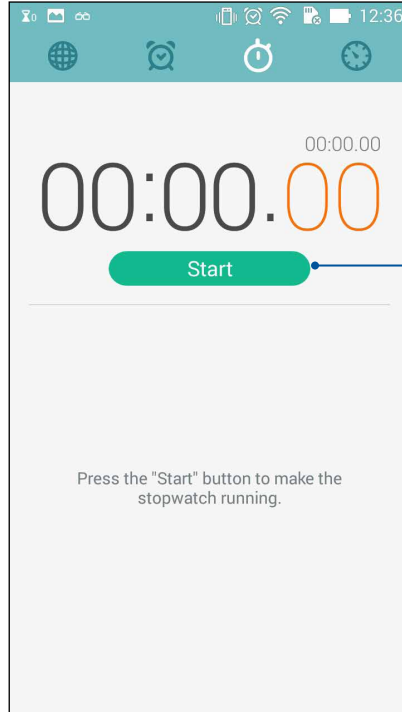 12:36
00:00.00
00:00.00
Start
Press the "Start" button to make the
stopwatch running.